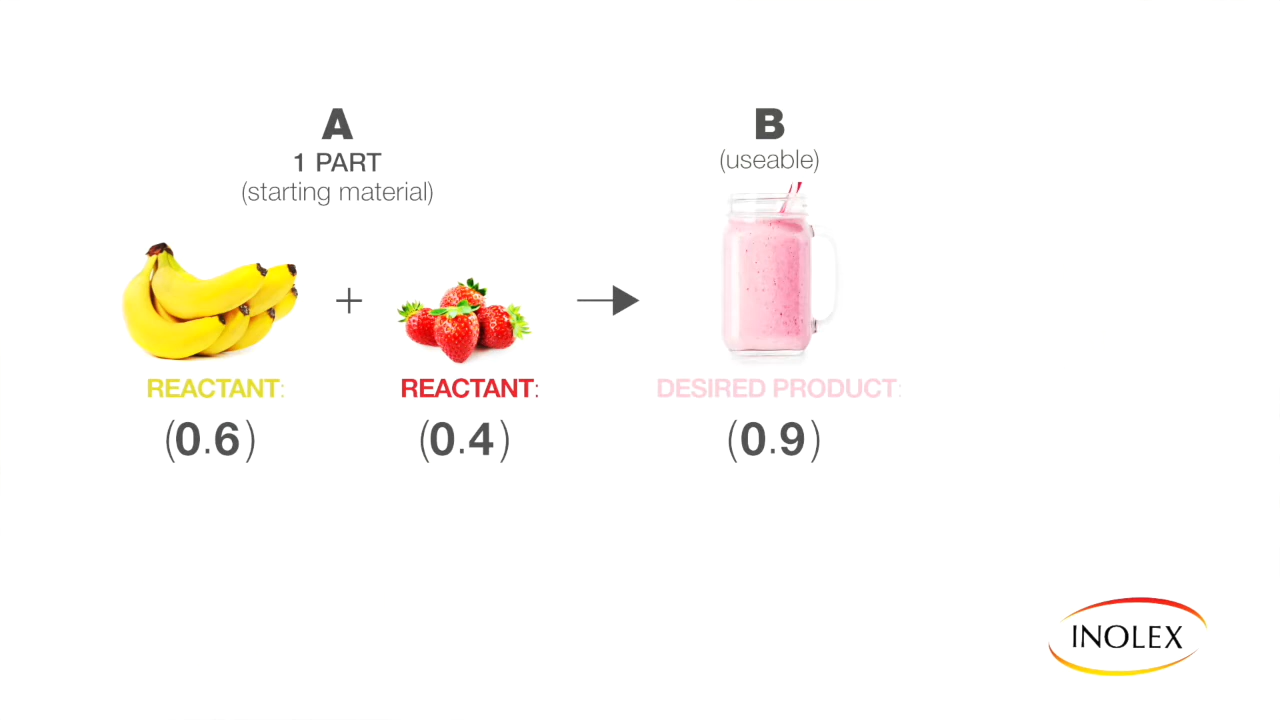 A
1 PART
(starting material)
B
(useable)
+
REACTANT:
REACTANT:
DESIRED PRODUCT:
(0.6)
(0.4)
(0.9)
INOLEX